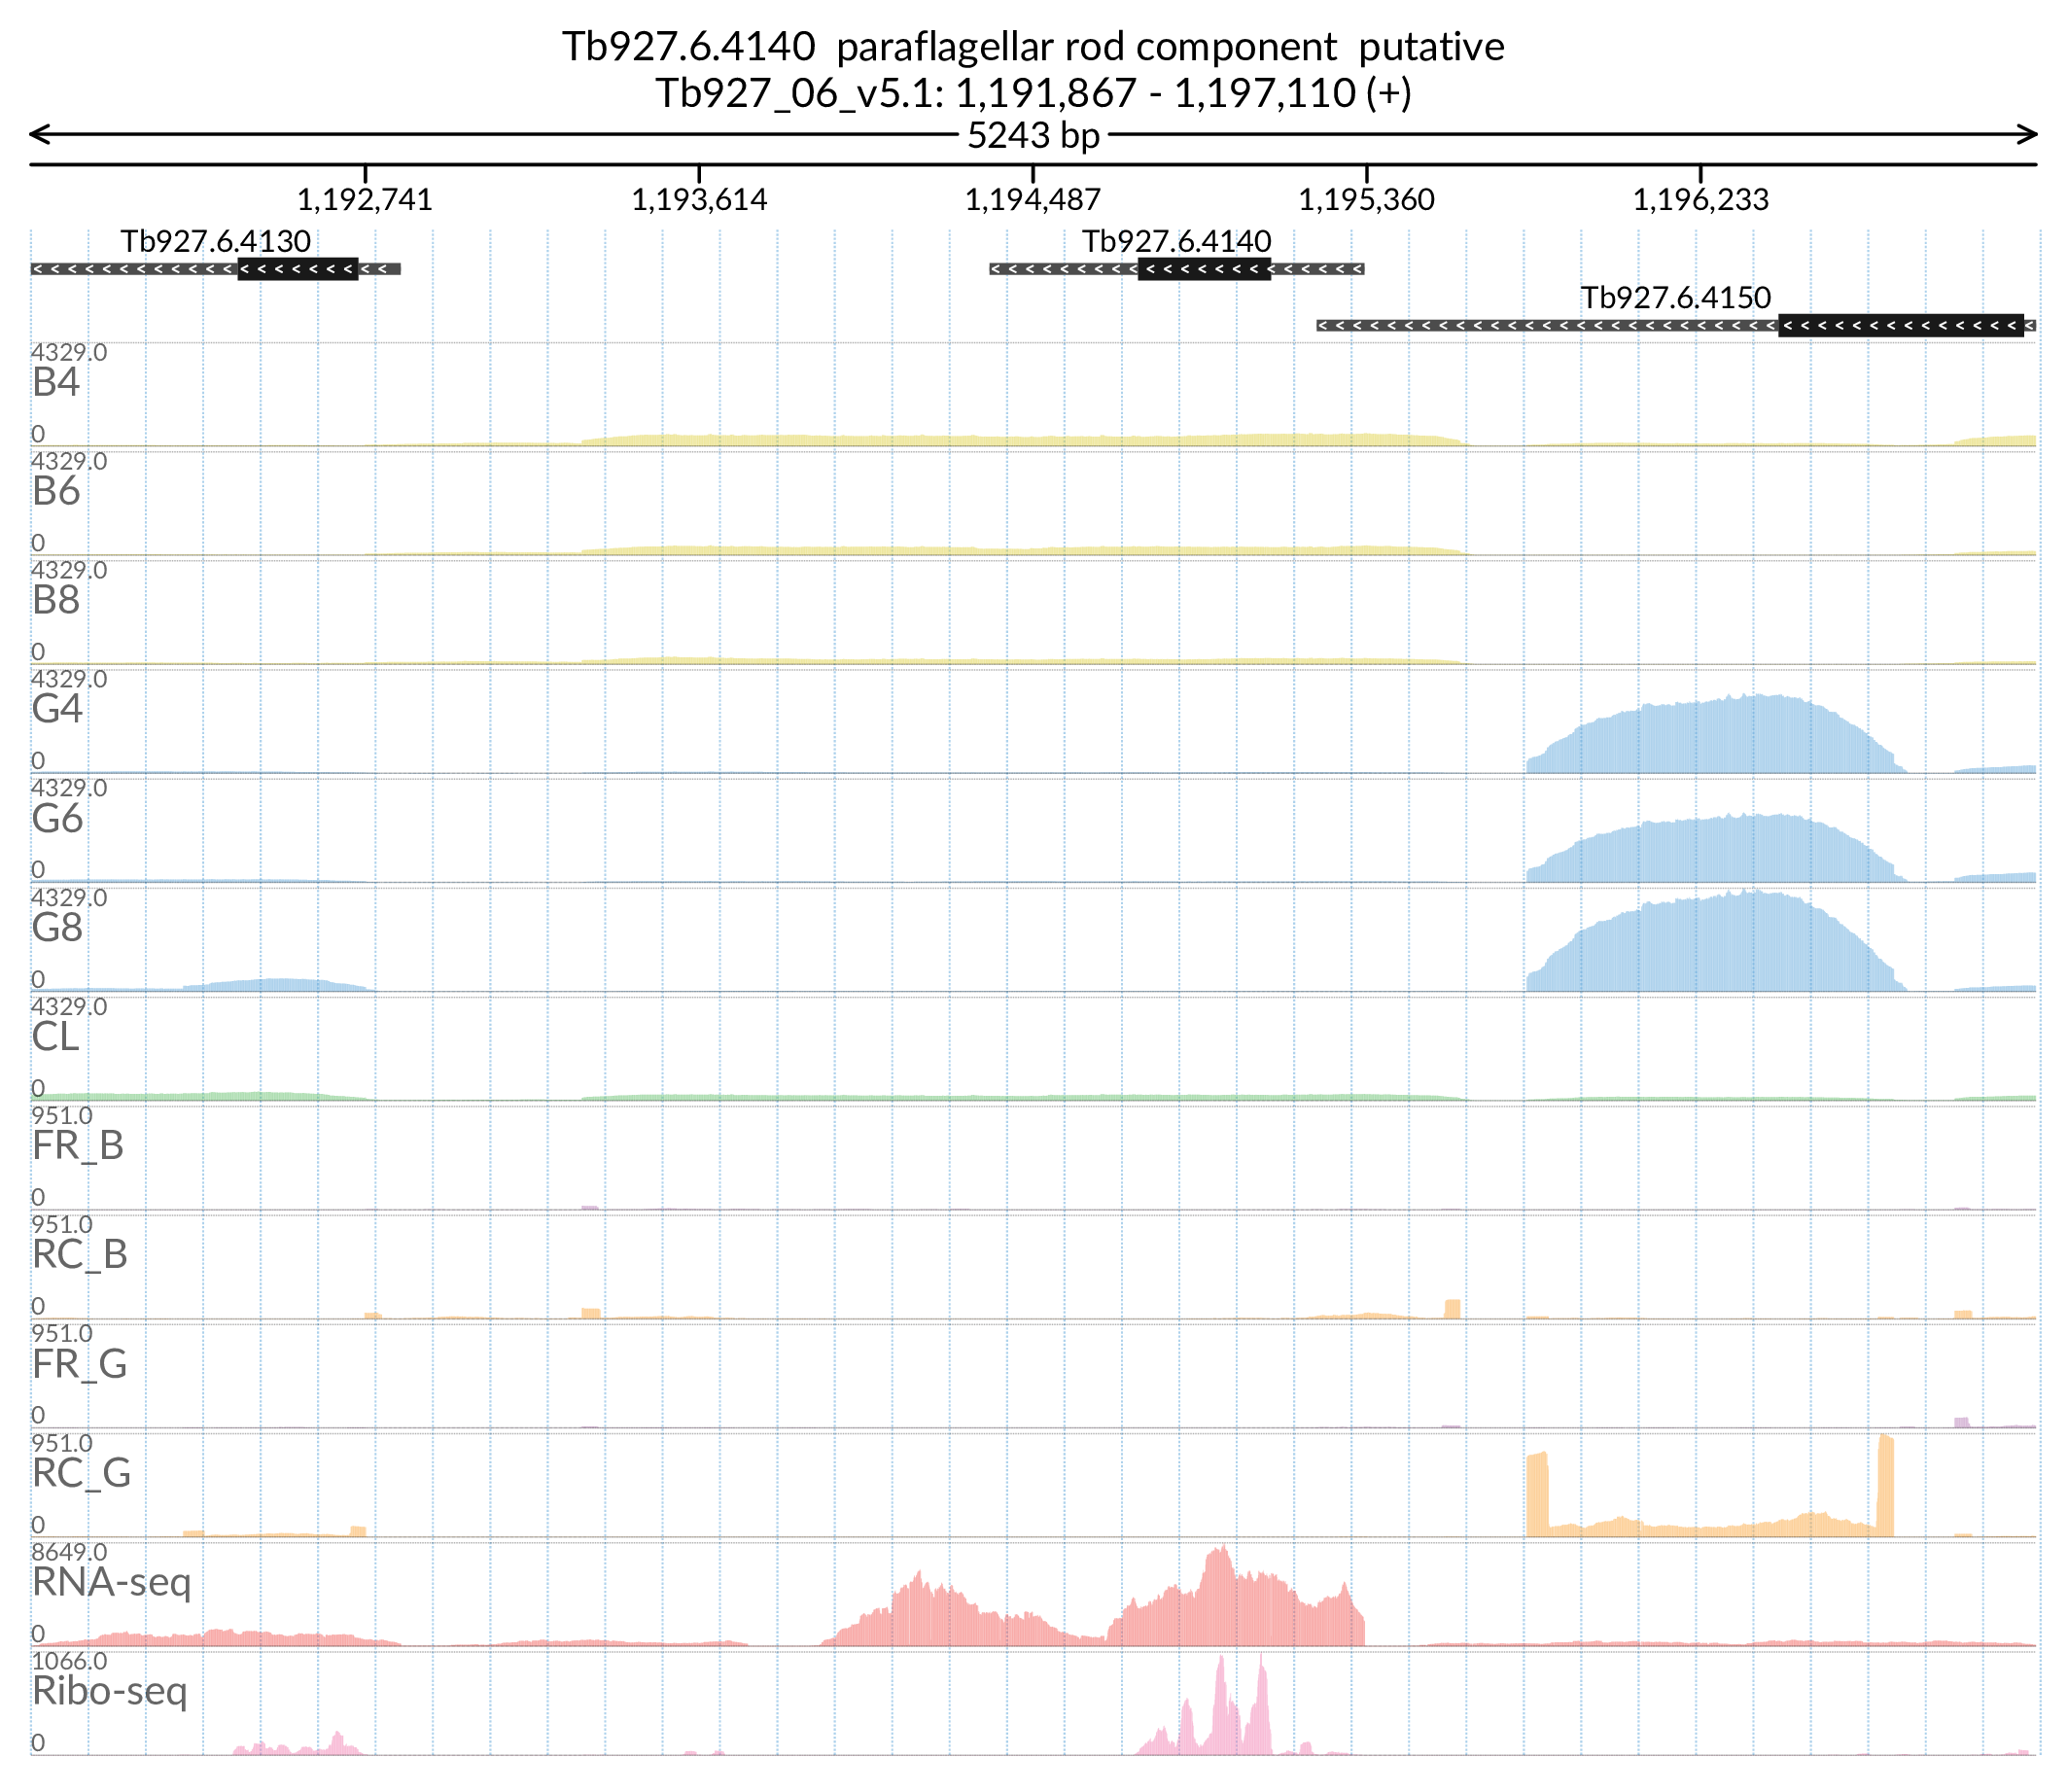 Tb927.6.4140  paraflagellar rod component  putative
Tb927_06_v5.1: 1,191,867 - 1,197,110 (+)
5243 bp
1,192,741 1,193,614 1,194,487 1,195,360 1,196,233
Tb927.6.4130 Tb927.6.4140
Tb927.6.4150
4329.0
B4
0
4329.0
B6
0
4329.0
B8
0
4329.0
G4
0
4329.0
G6
0
4329.0
G8
0
4329.0
CL
0
951.0
FR_B
0
951.0
RC_B
0
951.0
FR_G
0
951.0
RC_G
0
8649.0
RNA-seq
0
1066.0
Ribo-seq
0